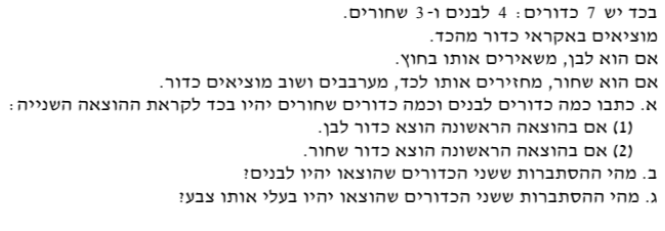 בכד יש 7 כדורים: 4 לבנים ו-3 שחורים.
מוציאים באקראי כדור מהכד.
אם הוא לבן, משאירים אותו בחוץ.
אם הוא שחור, מחזירים אותו לכד, מערבבים ושוב מוציאים כדור.
א. כתבו כמה כדורים לבנים וכמה כדורים שחורים יהיו בכד לקראת ההוצאה השנייה:
(1) אם בהוצאה הראשונה הוצא כדור לבן.
(2) אם בהוצאה הראשונה הוצא כדור שחור.
ב. מהי ההסתברות ששני הכדורים שהוצאו יהיו לבנים?
ג. מהי ההסתברות ששני הכדורים שהוצאו יהיו בעלי אותו צבע?